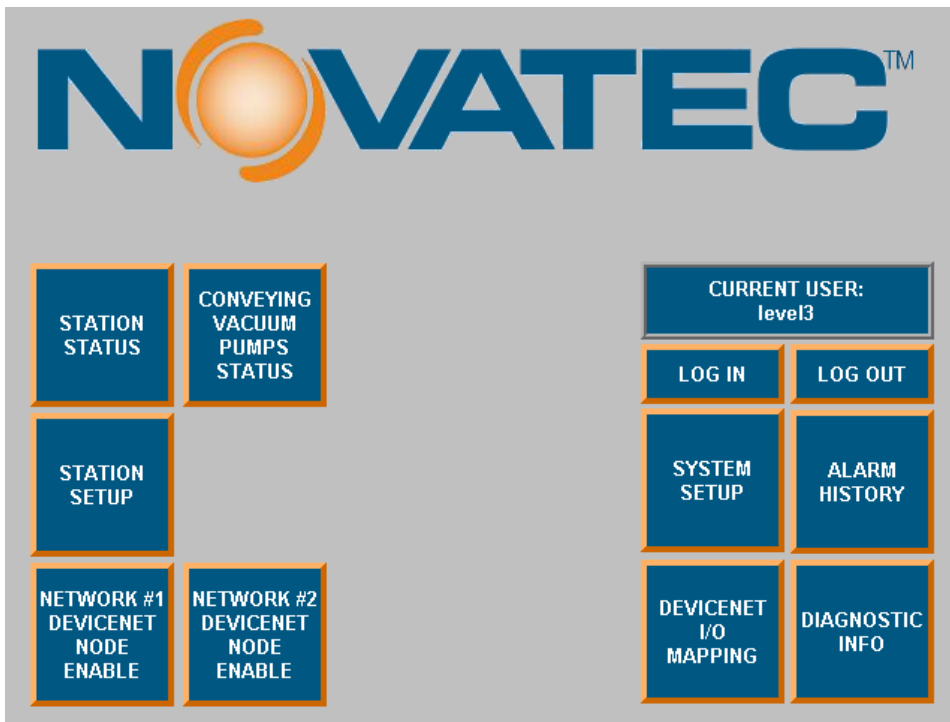 NOVATEC™
STATION
STATUS
CONVEYING
VACUUM
PUMPS
STATUS
CURRENT USER:
level3
LOG IN
LOG OUT
STATION
SETUP
SYSTEM
SETUP
ALARM
HISTORY
NETWORK #1
DEVICENET
NODE
ENABLE
NETWORK #2
DEVICENET
NODE
ENABLE
DEVICENET
I/O
MAPPING
DIAGNOSTIC
INFO